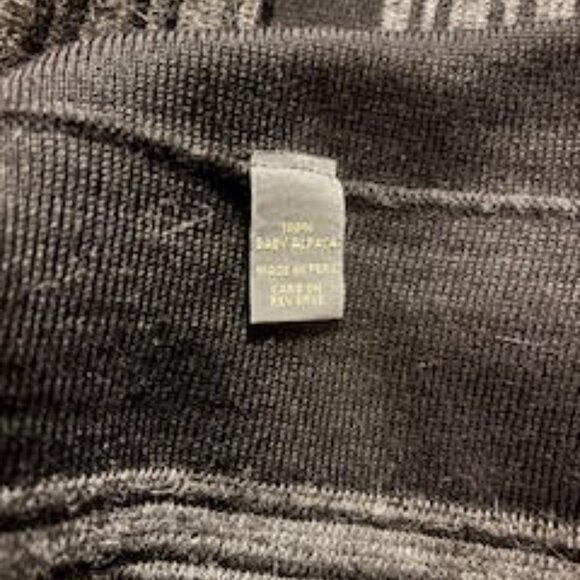 100%
BABY ALPACA
MADE IN PERU
CARE ON
REVERSE